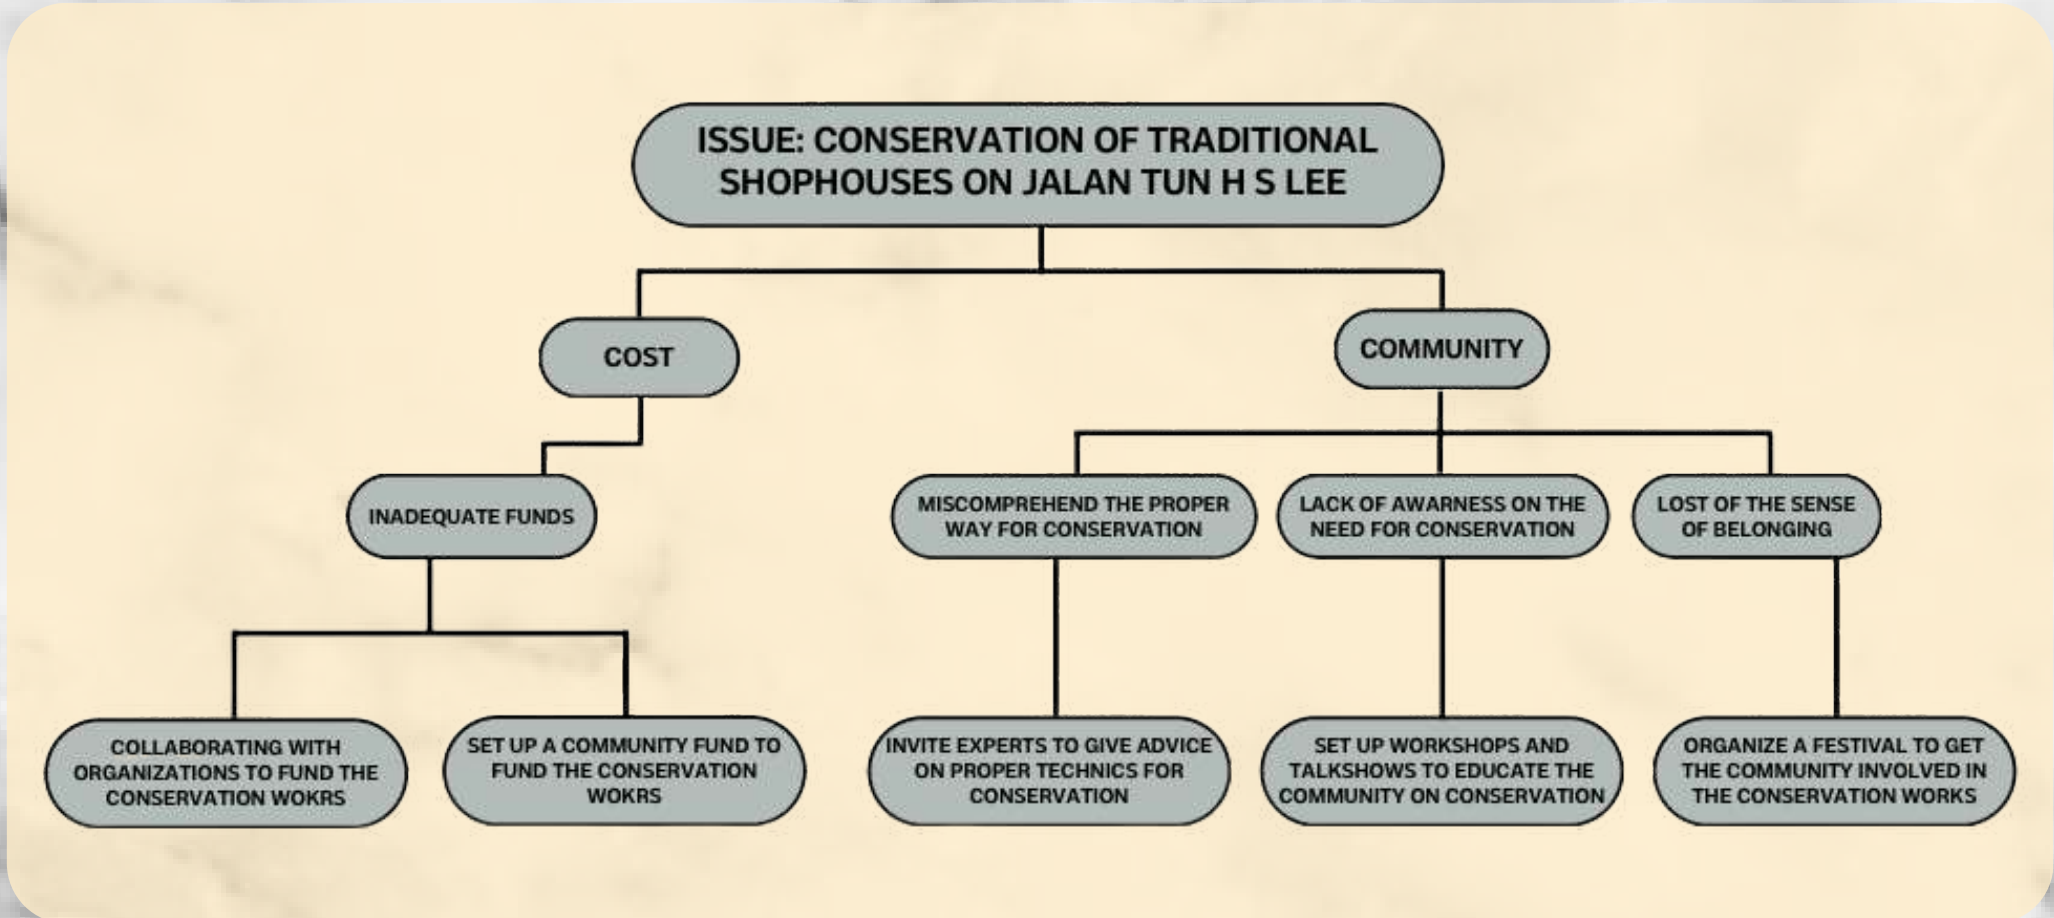 ISSUE: CONSERVATION OF TRADITIONAL
SHOPHOUSES ON JALAN TUN H S LEE
COST
COMMUNITY
INADEQUATE FUNDS
MISCOMPREHEND THE PROPER
WAY FOR CONSERVATION
LACK OF AWARNESS ON THE
NEED FOR CONSERVATION
LOST OF THE SENSE
OF BELONGING
COLLABORATING WITH
ORGANIZATIONS TO FUND THE
CONSERVATION WOKRS
SET UP A COMMUNITY FUND TO
FUND THE CONSERVATION
WOKRS
INVITE EXPERTS TO GIVE ADVICE
ON PROPER TECHNICS FOR
CONSERVATION
SET UP WORKSHOPS AND
TALKSHOWS TO EDUCATE THE
COMMUNITY ON CONSERVATION
ORGANIZE A FESTIVAL TO GET
THE COMMUNITY INVOLVED IN
THE CONSERVATION WORKS